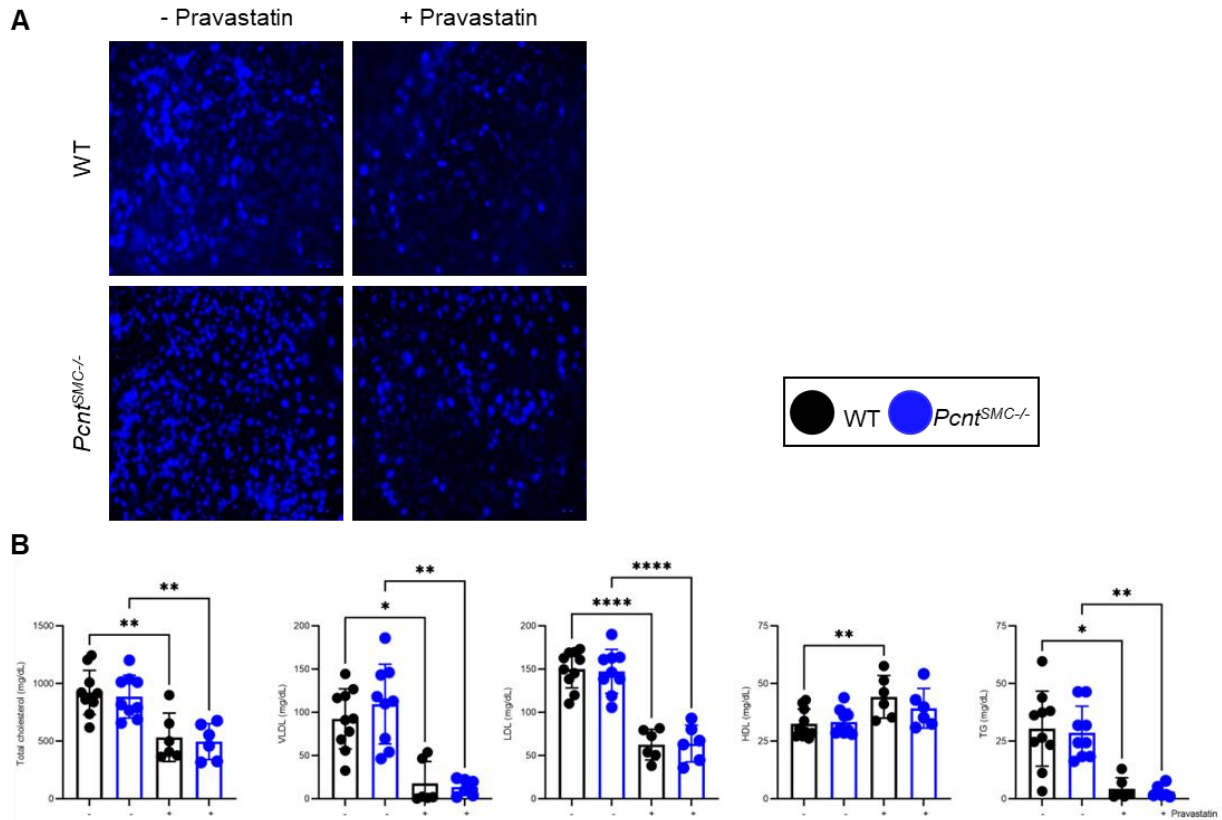 A
- Pravastatin
+ Pravastatin
WT
Pcnt^SMC-/-
WT Pcnt^SMC-/-
B
** ** * ** **** **** ** * **
1500 1000 500 0 Total cholesterol (mg/dL)
200 150 100 50 0 VLDL (mg/dL)
200 150 100 50 0 LDL (mg/dL)
75 50 25 0 HDL (mg/dL)
75 50 25 0 TG (mg/dL)
- - + + - - + + - - + + - - + + - - + + Pravastatin